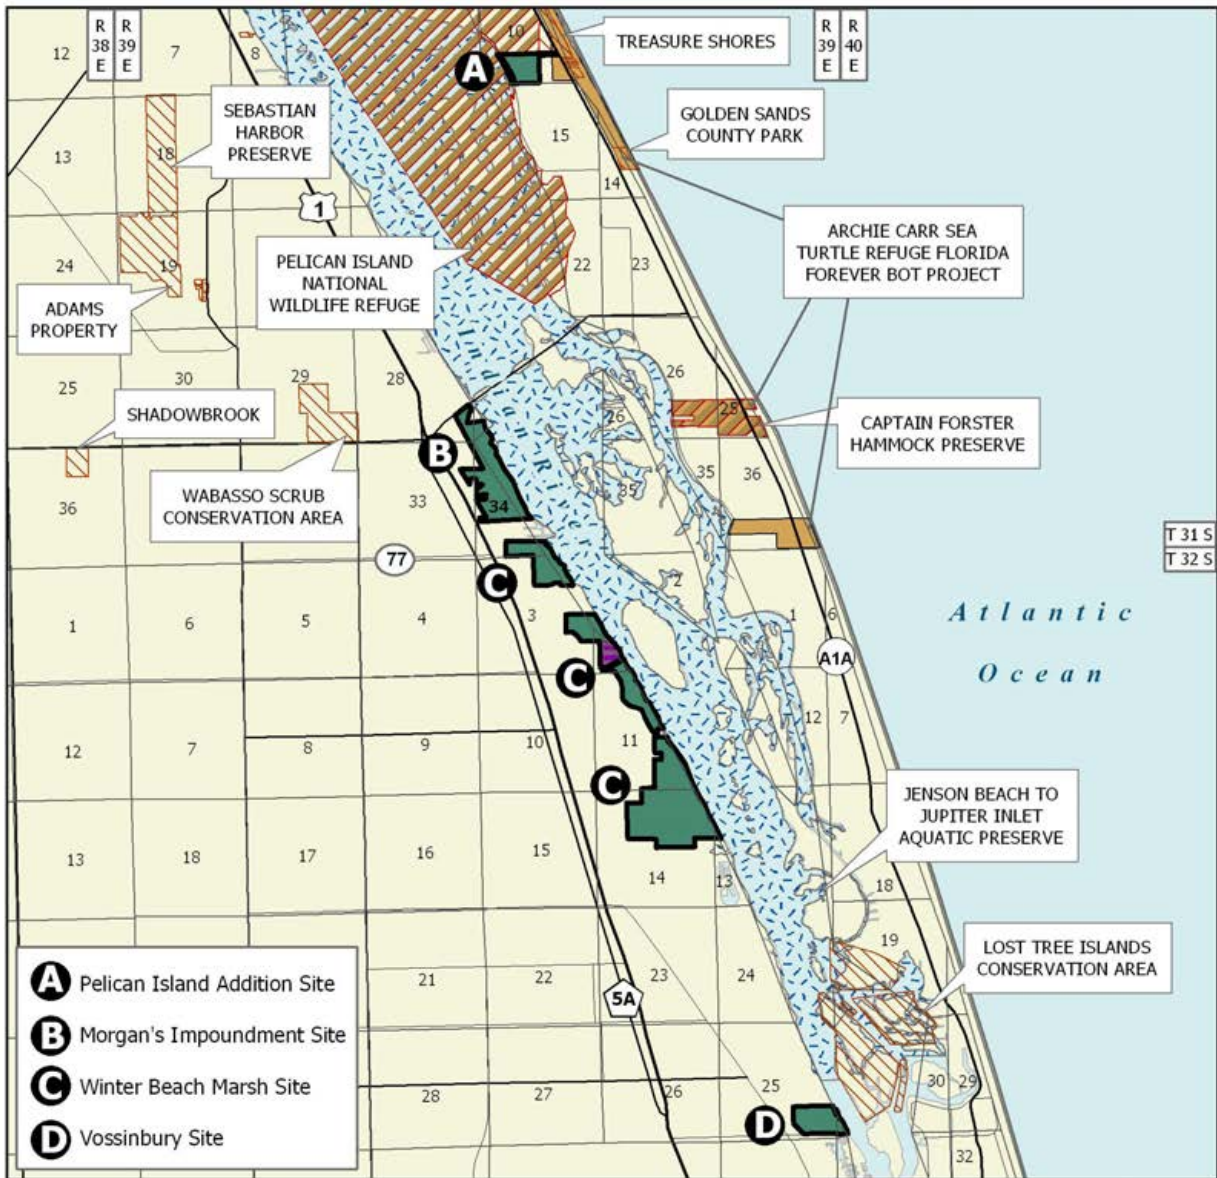 R
38
E
R
39
E
R
39
E
R
40
E
12
7
8
10
TREASURE SHORES
A
SEBASTIAN
HARBOR
PRESERVE
GOLDEN SANDS
COUNTY PARK
13
18
15
14
1
ARCHIE CARR SEA
TURTLE REFUGE FLORIDA
FOREVER BOT PROJECT
24
19
PELICAN ISLAND
NATIONAL
WILDLIFE REFUGE
22
23
ADAMS
PROPERTY
Indian River
25
30
29
28
26
26
25
SHADOWBROOK
CAPTAIN FORSTER
HAMMOCK PRESERVE
B
WABASSO SCRUB
CONSERVATION AREA
36
33
34
35
35
36
T 31 S
T 32 S
77
C
1
6
5
4
3
2
1
6
Atlantic
Ocean
C
A1A
12
7
8
9
10
11
12
7
C
JENSON BEACH TO
JUPITER INLET
AQUATIC PRESERVE
13
18
17
16
15
14
13
18
19
LOST TREE ISLANDS
CONSERVATION AREA
21
22
23
24
5A
28
27
26
25
30
29
D
32
A Pelican Island Addition Site
B Morgan's Impoundment Site
C Winter Beach Marsh Site
D Vossinbury Site